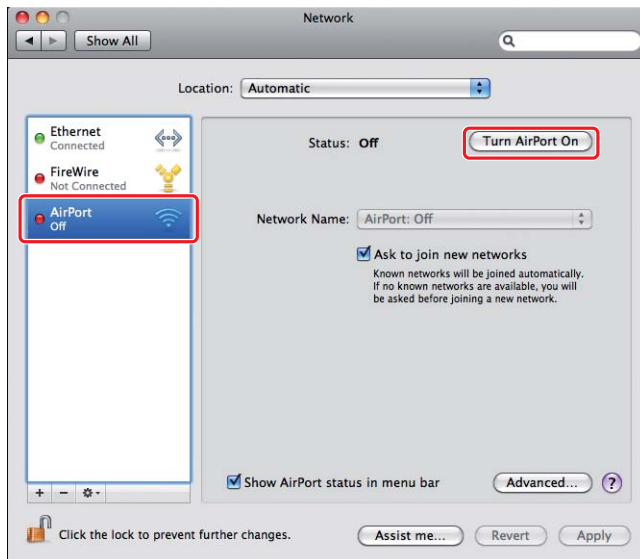 Network
Show All
Location: Automatic
Ethernet
Connected
FireWire
Not Connected
AirPort
Off
Status: Off
Turn AirPort On
Network Name: AirPort: Off
Ask to join new networks
Known networks will be joined automatically.
If no known networks are available, you will
be asked before joining a new network.
Show AirPort status in menu bar
Advanced...
?
Click the lock to prevent further changes.
Assist me...
Revert
Apply